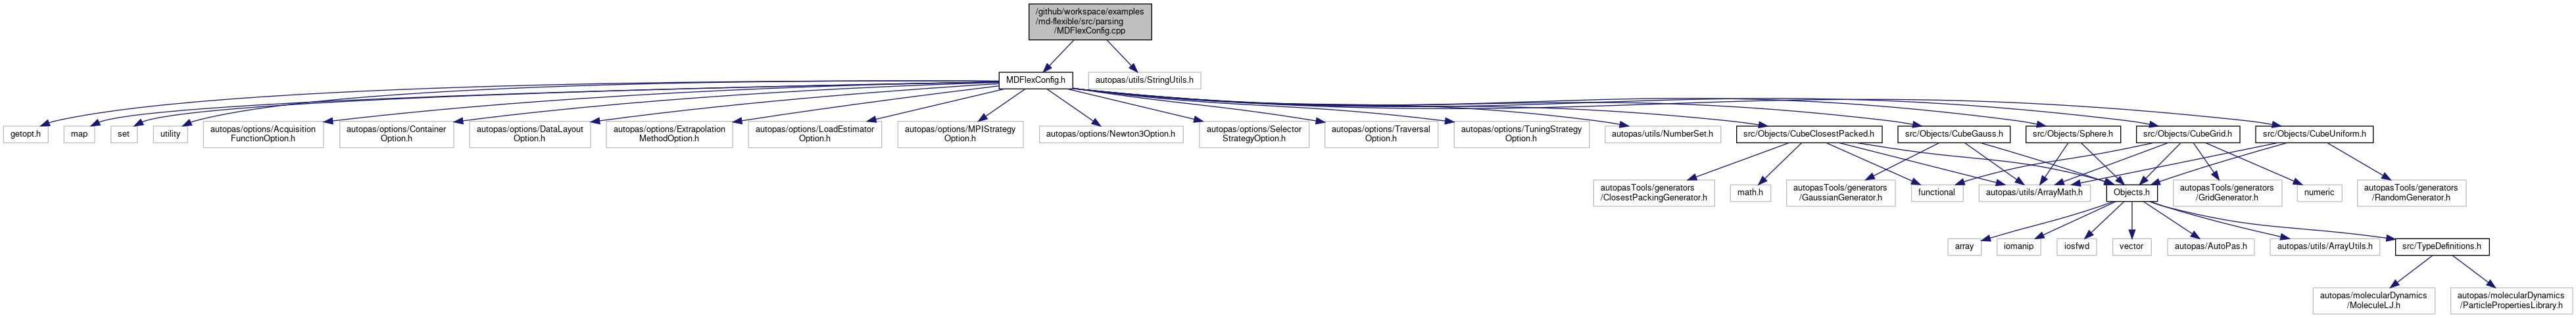 /github/workspace/examples
/md-flexible/src/parsing
/MDFlexConfig.cpp
MDFlexConfig.h
autopas/utils/StringUtils.h
getopt.h
map
set
utility
autopas/options/Acquisition
FunctionOption.h
autopas/options/Container
Option.h
autopas/options/DataLayout
Option.h
autopas/options/Extrapolation
MethodOption.h
autopas/options/LoadEstimator
Option.h
autopas/options/MPIStrategy
Option.h
autopas/options/Newton3Option.h
autopas/options/Selector
StrategyOption.h
autopas/options/Traversal
Option.h
autopas/options/TuningStrategy
Option.h
autopas/utils/NumberSet.h
src/Objects/CubeClosestPacked.h
src/Objects/CubeGauss.h
src/Objects/Sphere.h
src/Objects/CubeGrid.h
src/Objects/CubeUniform.h
autopasTools/generators
/ClosestPackingGenerator.h
math.h
autopasTools/generators
/GaussianGenerator.h
functional
autopas/utils/ArrayMath.h
Objects.h
autopasTools/generators
/GridGenerator.h
numeric
autopasTools/generators
/RandomGenerator.h
array
iomanip
iosfwd
vector
autopas/AutoPas.h
autopas/utils/ArrayUtils.h
src/TypeDefinitions.h
autopas/molecularDynamics
/MoleculeLJ.h
autopas/molecularDynamics
/ParticlePropertiesLibrary.h